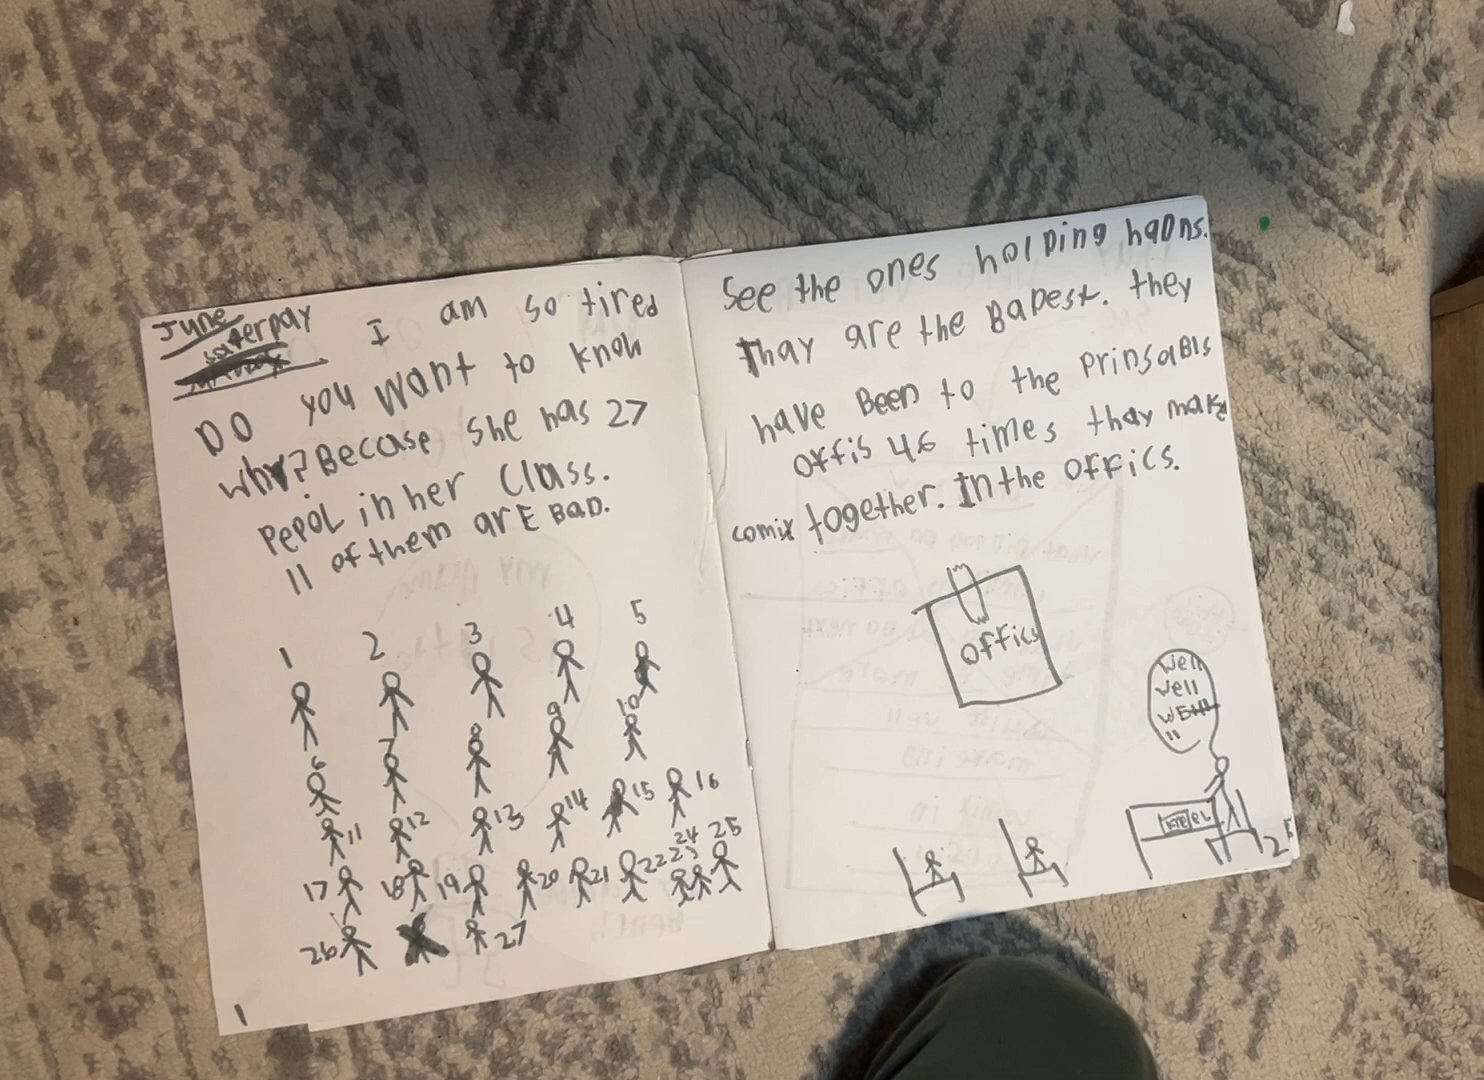 June
saterpay
I am so tired
Do you want to know
why? Becase she has 27
PePOL in her Class.
11 of them arE BaD.
1 2 3 4 5
6 7 8 9 10
11 12 13 14 15 16
17 18 19 20 21 22 23 24 25
26 27
1
See the ones holDing haDns.
Thay are the BaDest. they
have Been to the PrinsaBls
offis 46 times thay make
comix together. In the offics.
offics
Well
Well
WEll
2